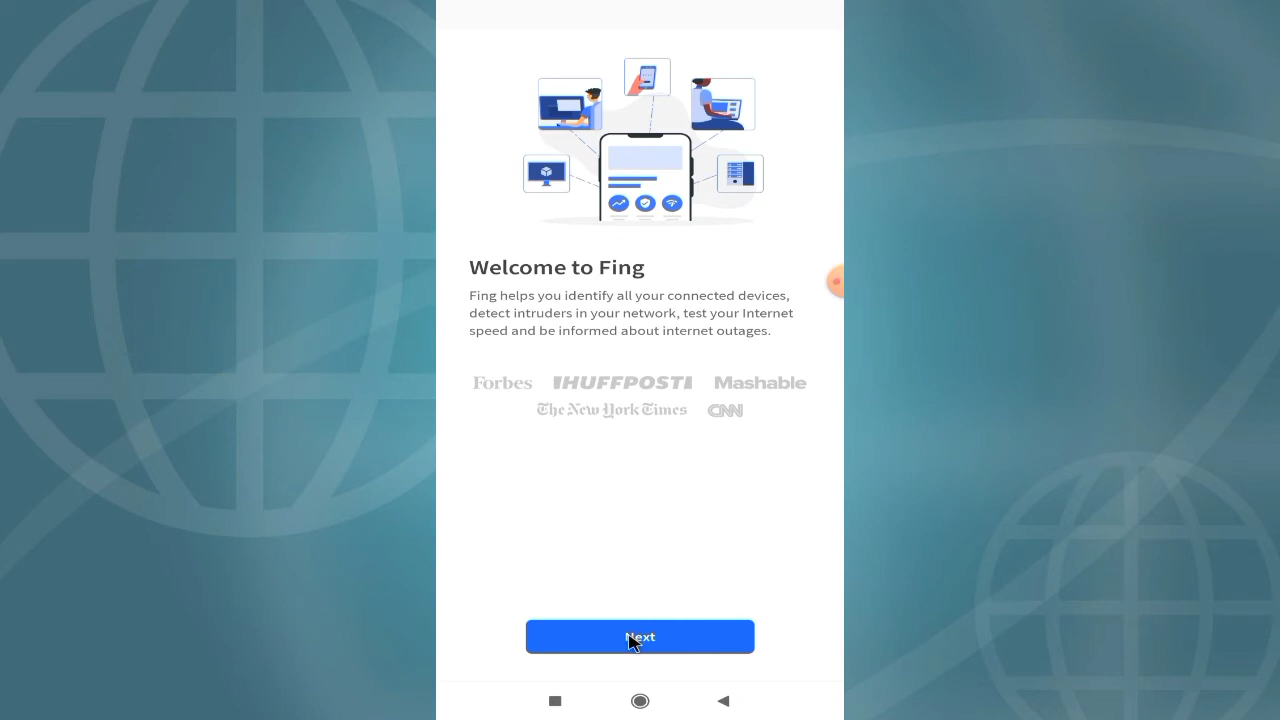 Welcome to Fing
Fing helps you identify all your connected devices,
detect intruders in your network, test your Internet
speed and be informed about internet outages.
Forbes HUFFPOST Mashable
The New York Times CNN
Next